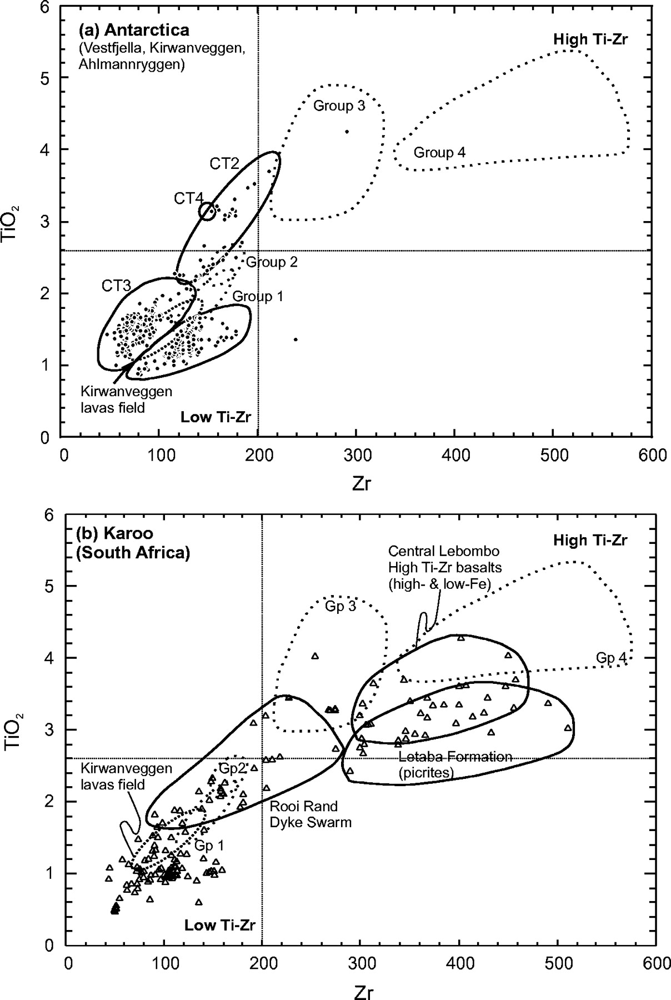 6
(a) Antarctica
(Vestfjella, Kirwanveggen,
Ahlmannryggen)
High Ti-Zr
5
Group 3
4
Group 4
CT2
CT4
TiO2
3
Group 2
CT3
2
Group 1
1
Kirwanveggen
lavas field
Low Ti-Zr
0
0 100 200 300 400 500 600
Zr
6
(b) Karoo
(South Africa)
High Ti-Zr
Central Lebombo
High Ti-Zr basalts
(high- & low-Fe)
5
Gp 3
4
Gp 4
TiO2
3
Letaba Formation
(picrites)
Kirwanveggen
lavas field
Gp2
2
Rooi Rand
Dyke Swarm
Gp 1
1
Low Ti-Zr
0
0 100 200 300 400 500 600
Zr